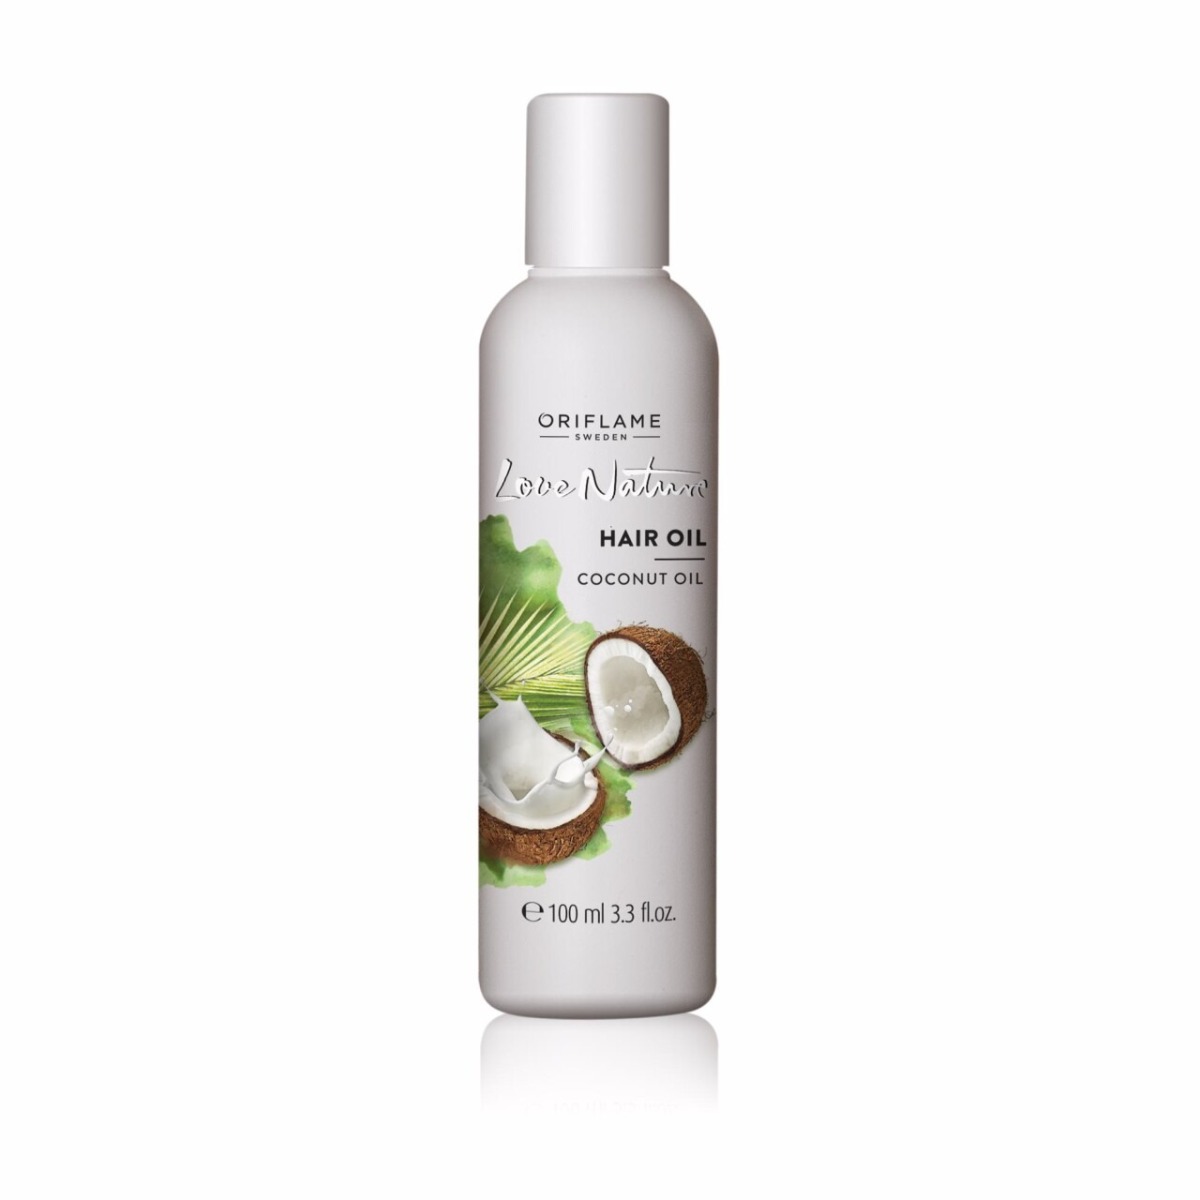 ORIFLAME
SWEDEN
Love Nature
HAIR OIL
COCONUT OIL
℮ 100 ml 3.3 fl.oz.